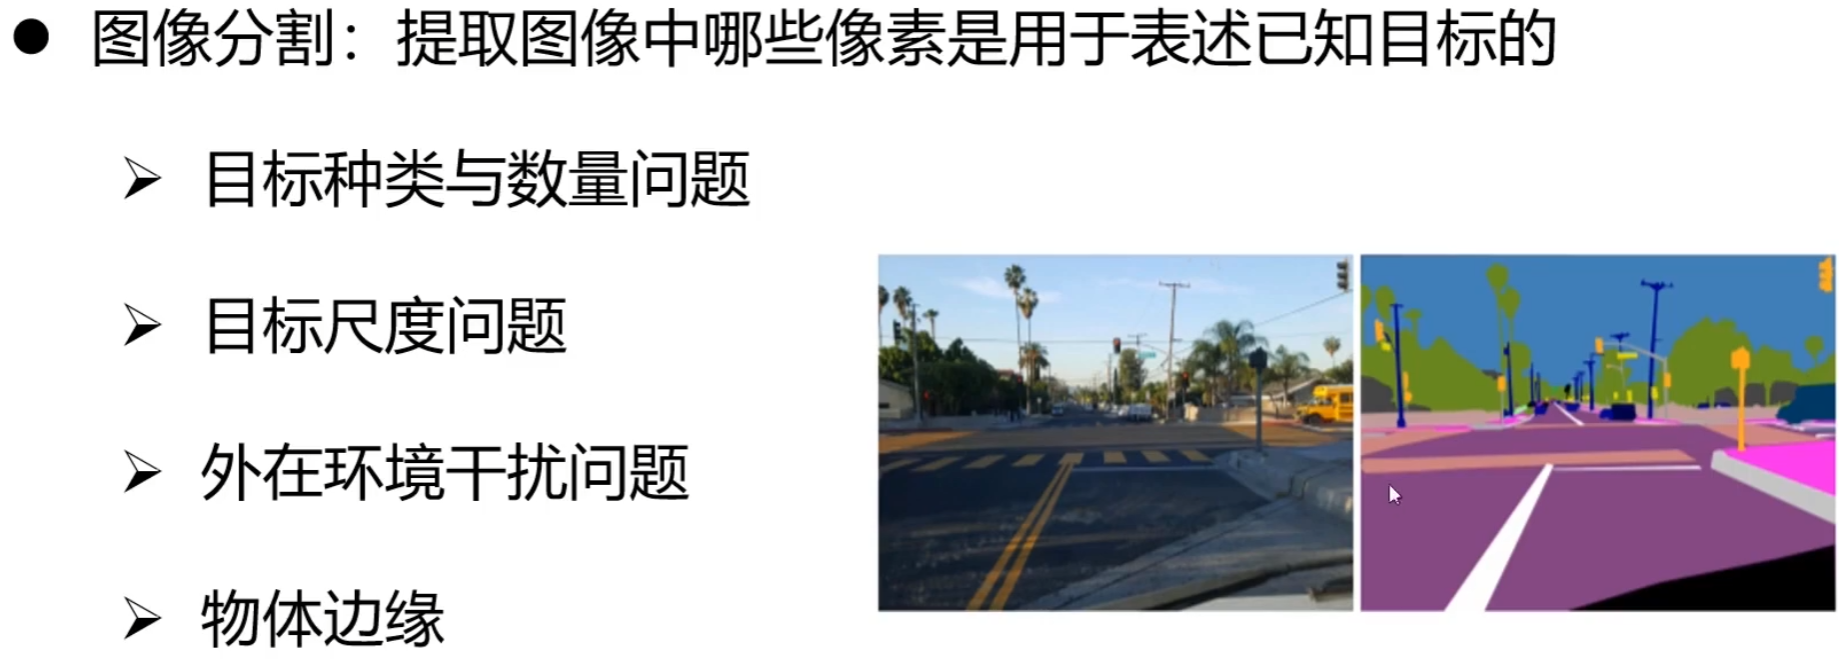 图像分割：提取图像中哪些像素是用于表述已知目标的
目标种类与数量问题
目标尺度问题
外在环境干扰问题
物体边缘